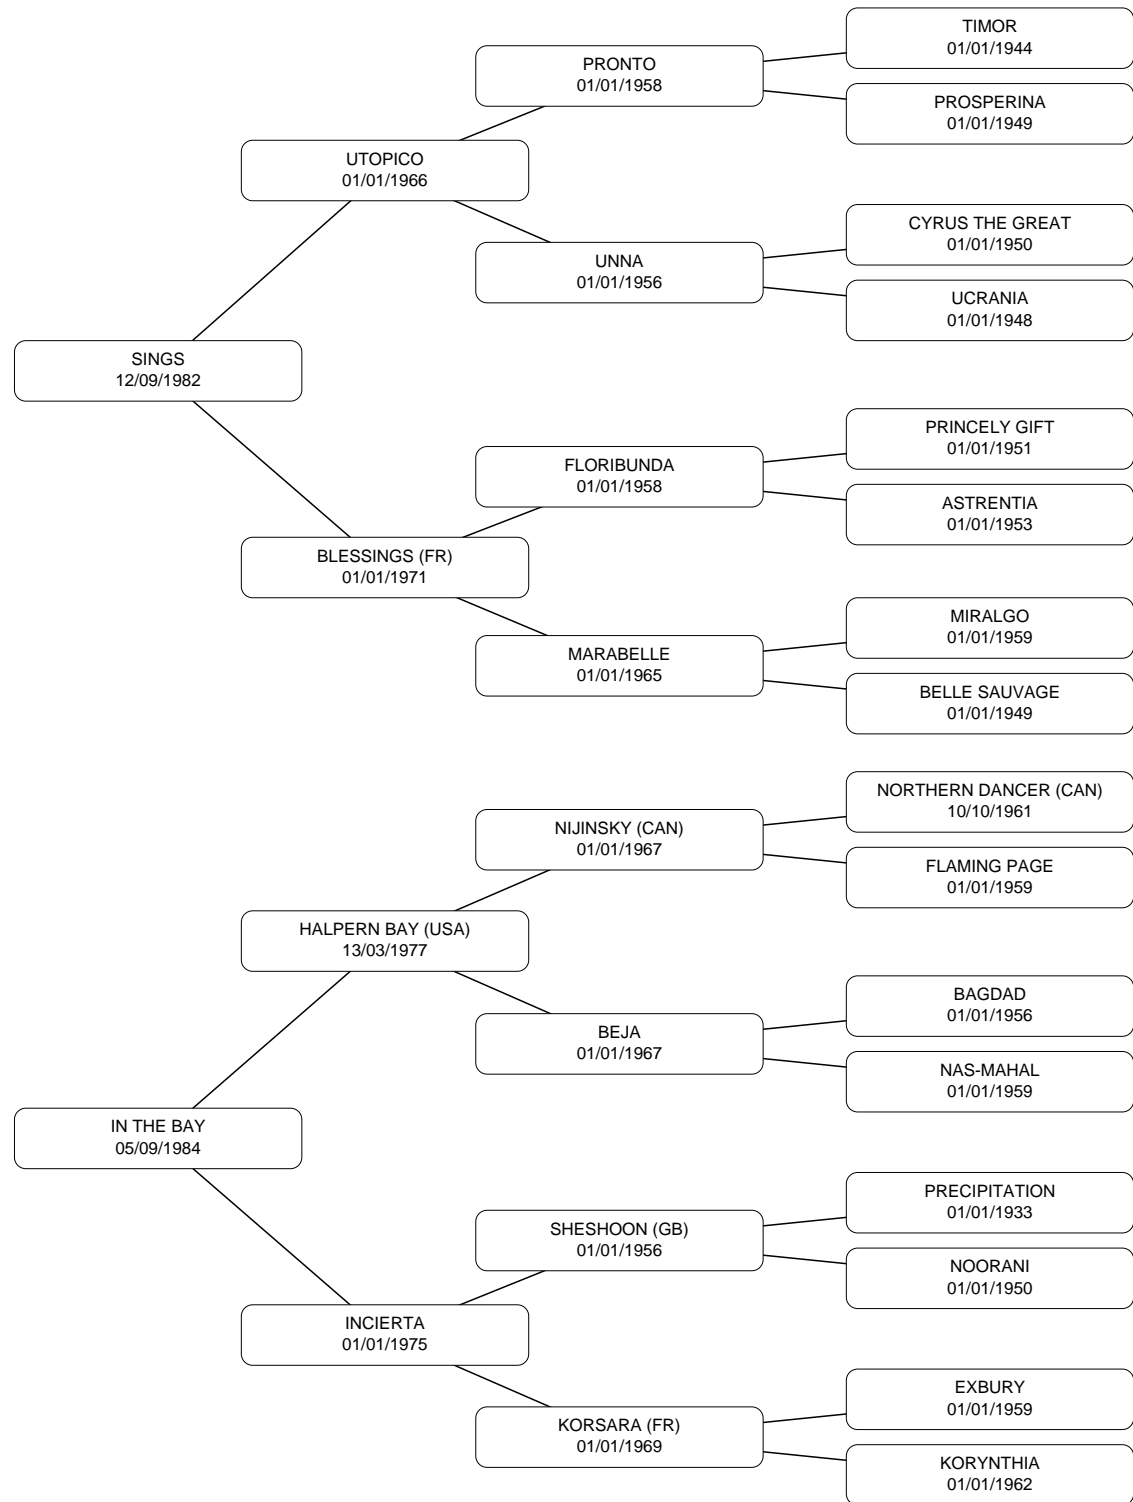 TIMOR
01/01/1944
PRONTO
01/01/1958
PROSPERINA
01/01/1949
UTOPICO
01/01/1966
CYRUS THE GREAT
01/01/1950
UNNA
01/01/1956
UCRANIA
01/01/1948
SINGS
12/09/1982
PRINCELY GIFT
01/01/1951
FLORIBUNDA
01/01/1958
ASTRENTIA
01/01/1953
BLESSINGS (FR)
01/01/1971
MIRALGO
01/01/1959
MARABELLE
01/01/1965
BELLE SAUVAGE
01/01/1949
NORTHERN DANCER (CAN)
10/10/1961
NIJINSKY (CAN)
01/01/1967
FLAMING PAGE
01/01/1959
HALPERN BAY (USA)
13/03/1977
BAGDAD
01/01/1956
BEJA
01/01/1967
NAS-MAHAL
01/01/1959
IN THE BAY
05/09/1984
PRECIPITATION
01/01/1933
SHESHOON (GB)
01/01/1956
NOORANI
01/01/1950
INCIERTA
01/01/1975
EXBURY
01/01/1959
KORSARA (FR)
01/01/1969
KORYNTHIA
01/01/1962